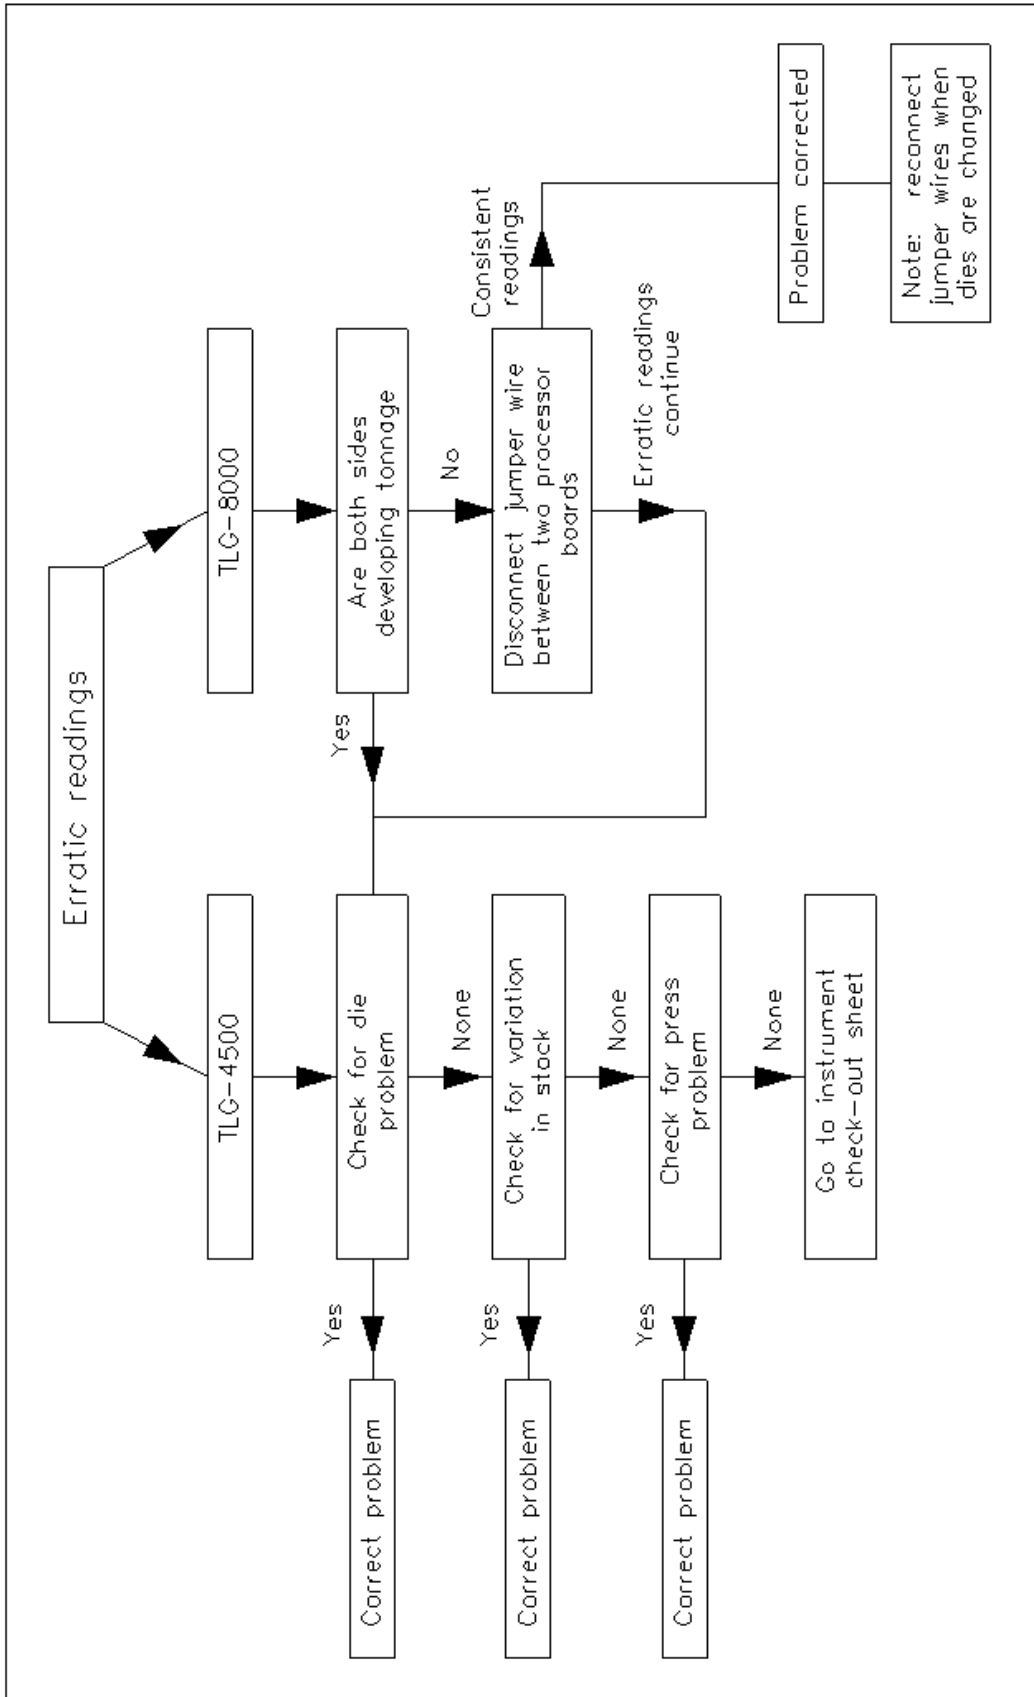 Erratic readings
TLG-4500
TLG-8000
Check for die
problem
Yes
Correct problem
None
Check for variation
in stock
Yes
Correct problem
None
Check for press
problem
Yes
Correct problem
None
Go to instrument
check-out sheet
Are both sides
developing tonnage
Yes
No
Disconnect jumper wire
between two processor
boards
Consistent
readings
Erratic readings
continue
Problem corrected
Note: reconnect
jumper wires when
dies are changed